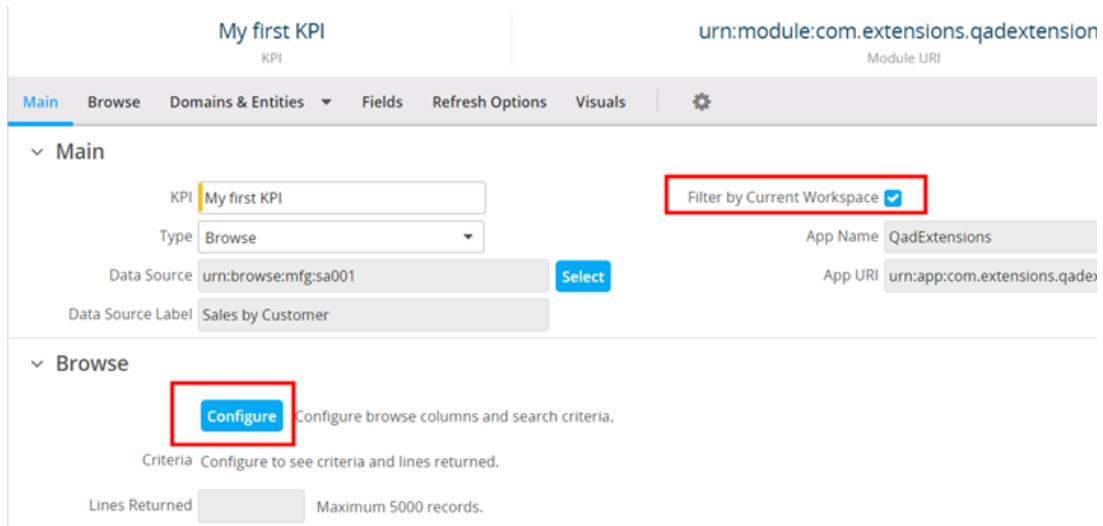 My first KPI
KPI
urn:module:com.extensions.qadextension
Module URI
Main Browse Domains & Entities Fields Refresh Options Visuals
Main
KPI My first KPI
Filter by Current Workspace
Type Browse
App Name QadExtensions
Data Source urn:browse:mfg:sa001 Select
App URI urn:app:com.extensions.qadex
Data Source Label Sales by Customer
Browse
Configure Configure browse columns and search criteria.
Criteria Configure to see criteria and lines returned.
Lines Returned Maximum 5000 records.